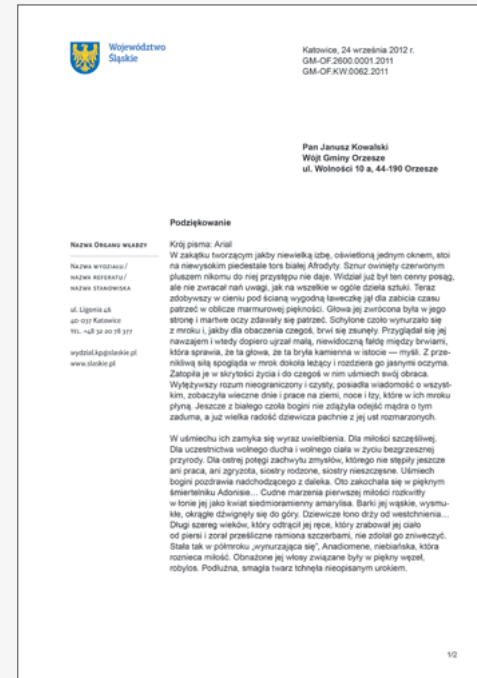 Województwo
Śląskie
Katowice, 24 września 2012 r.
GM-OF.2600.0001.2011
GM-OF.KW.0062.2011
Pan Janusz Kowalski
Wójt Gminy Orzesze
ul. Wolności 10 a, 44-190 Orzesze
Podziękowanie
Nazwa Organu władzy
Nazwa wydziału /
nazwa referatu /
nazwa stanowiska
ul. Ligonia 46
40-037 Katowice
tel. +48 32 20 78 377
wydzial.kp@slaskie.pl
www.slaskie.pl
Krój pisma: Arial
W zakątku tworzącym jakby niewielką izbę, oświetloną jednym oknem, stoi
na niewysokim piedestale tors białej Afrodyty. Sznur owinięty czerwonym
pluszem nikomu do niej przystępu nie daje. Widział już był ten cenny posąg,
ale nie zwracał nań uwagi, jak na wszelkie w ogóle dzieła sztuki. Teraz
zdobywszy w cieniu pod ścianą wygodną ławeczkę jął dla zabicia czasu
patrzeć w oblicze marmurowej piękności. Głowa jej zwrócona była w jego
stronę i martwe oczy zdawały się patrzeć. Schylone czoło wynurzało się
z mroku i, jakby dla obaczenia czegoś, brwi się zsunęły. Przyglądał się jej
nawzajem i wtedy dopiero ujrzał małą, niewidoczną fałdę między brwiami,
która sprawia, że ta głowa, że ta bryła kamienna w istocie — myśli. Z prze-
nikliwą siłą spogląda w mrok dokoła leżący i rozdziera go jasnymi oczyma.
Zatopiła je w skrytości życia i do czegoś w nim uśmiech swój obraca.
Wytężywszy rozum nieograniczony i czysty, posiadła wiadomość o wszyst-
kim, zobaczyła wieczne dnie i prace na ziemi, noce i łzy, które w ich mroku
płyną. Jeszcze z białego czoła bogini nie zdążyła odejść mądra o tym
zaduma, a już wielka radość dziewicza pachnie z jej ust rozmarzonych.
W uśmiechu ich zamyka się wyraz uwielbienia. Dla miłości szczęśliwej.
Dla uczestnictwa wolnego ducha i wolnego ciała w życiu bezgrzesznej
przyrody. Dla ostrej potęgi zachwytu zmysłów, którego nie stępiły jeszcze
ani praca, ani zgryzota, siostry rodzone, siostry nieszczęsne. Uśmiech
bogini pozdrawia nadchodzącego z daleka. Oto zakochała się w pięknym
śmiertelniku Adonisie... Cudne marzenia pierwszej miłości rozkwitły
w łonie jej jako kwiat siedmioramienny amarylisa. Barki jej wąskie, wysmu-
kłe, okrągłe dźwignęły się do góry. Dziewicze łono drży od westchnienia...
Długi szereg wieków, który odtrącił jej ręce, który zrabował jej ciało
od piersi i zorał prześliczne ramiona szczerbami, nie zdołał go zniweczyć.
Stała tak w półmroku „wynurzająca się”, Anadiomene, niebiańska, która
roznieca miłość. Obnażone jej włosy związane były w piękny węzeł,
robylos. Podłużna, smagła twarz tchnęła nieopisanym urokiem.
1/2